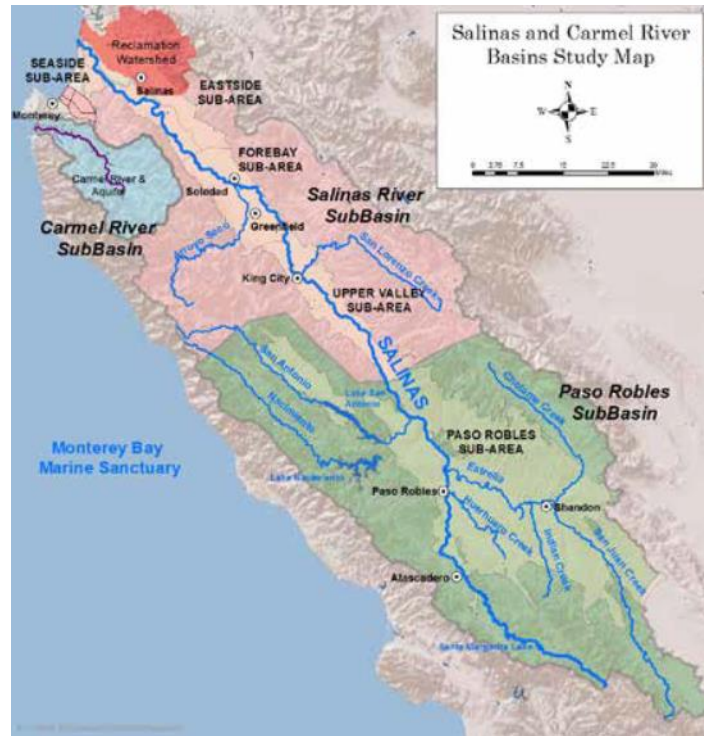 Salinas and Carmel River
Basins Study Map
N
W E
S
Reclamation
Watershed
SEASIDE
SUB-AREA
Salinas
EASTSIDE
SUB-AREA
Monterey
FOREBAY
SUB-AREA
Carmel River &
Aquifer
Soledad
Salinas River
SubBasin
Carmel River
SubBasin
Greenfield
Arroyo Seco
San Lorenzo Creek
King City
UPPER VALLEY
SUB-AREA
SALINAS
San Antonio
Cholame Creek
Nacimiento
Lake San
Antonio
Paso Robles
SubBasin
Monterey Bay
Marine Sanctuary
PASO ROBLES
SUB-AREA
Estrella
Lake Nacimiento
Paso Robles
Shandon
Huerhuero Creek
Indian Creek
San Juan Creek
Atascadero
Santa Margarita Lake